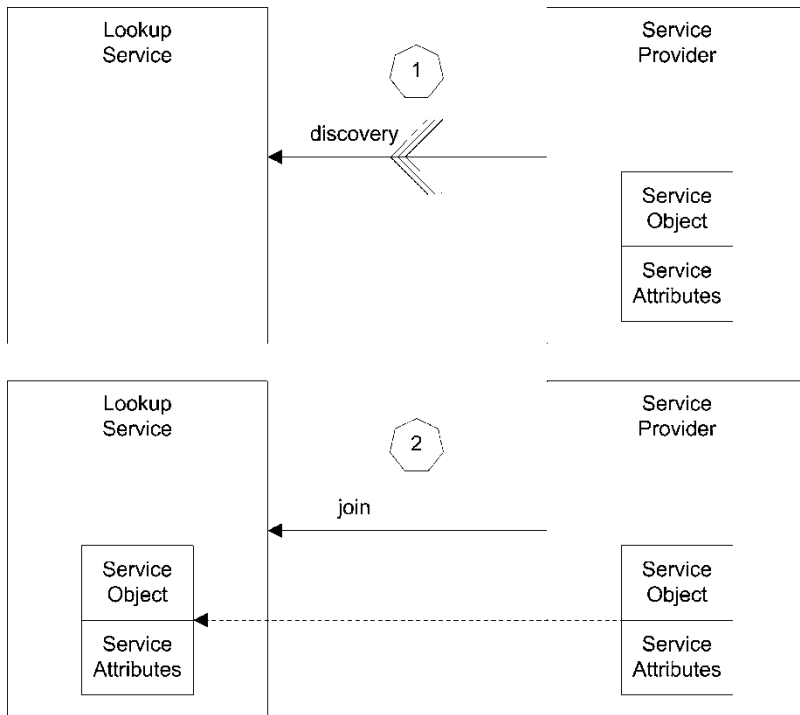 Lookup
Service
1
Service
Provider
discovery
Service
Object
Service
Attributes
Lookup
Service
2
Service
Provider
join
Service
Object
Service
Attributes
Service
Object
Service
Attributes